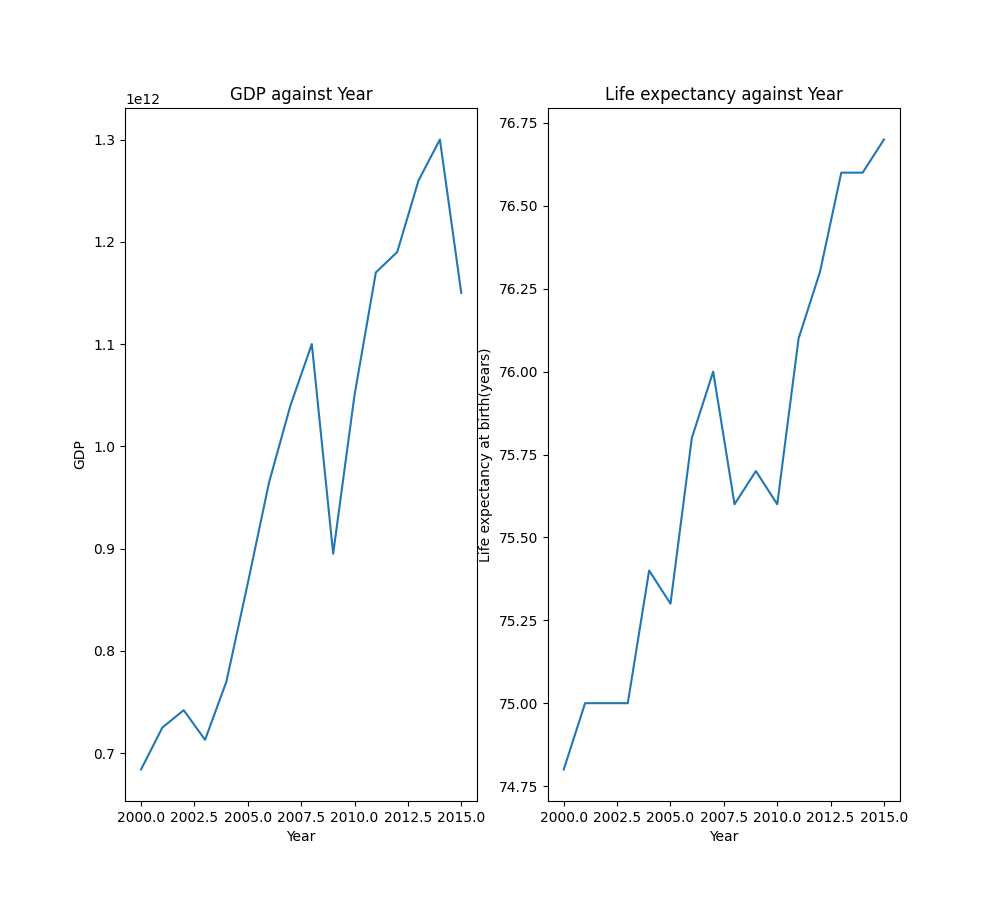 GDP against Year
1e12
1.3
1.2
1.1
1.0
0.9
0.8
0.7
GDP
2000.0 2002.5 2005.0 2007.5 2010.0 2012.5 2015.0
Year
Life expectancy against Year
76.75
76.50
76.25
76.00
75.75
75.50
75.25
75.00
74.75
Life expectancy at birth(years)
2000.0 2002.5 2005.0 2007.5 2010.0 2012.5 2015.0
Year